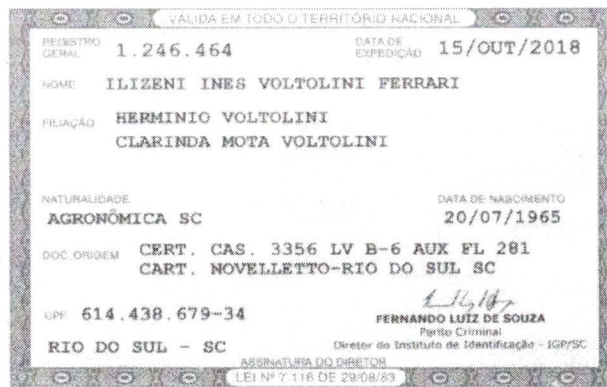 VÁLIDA EM TODO O TERRITÓRIO NACIONAL
REGISTRO GERAL 1.246.464 DATA DE EXPEDIÇÃO 15/OUT/2018
NOME ILIZENI INES VOLTOLINI FERRARI
FILIAÇÃO HERMINIO VOLTOLINI
CLARINDA MOTA VOLTOLINI
NATURALIDADE DATA DE NASCIMENTO
AGRONÔMICA SC 20/07/1965
DOC. ORIGEM CERT. CAS. 3356 LV B-6 AUX FL 281
CART. NOVELLETTO-RIO DO SUL SC
CPF 614.438.679-34
FERNANDO LUIZ DE SOUZA
Perito Criminal
RIO DO SUL - SC Diretor do Instituto de Identificação - IGP/SC
ASSINATURA DO DIRETOR
LEI Nº 7.116 DE 29/08/83